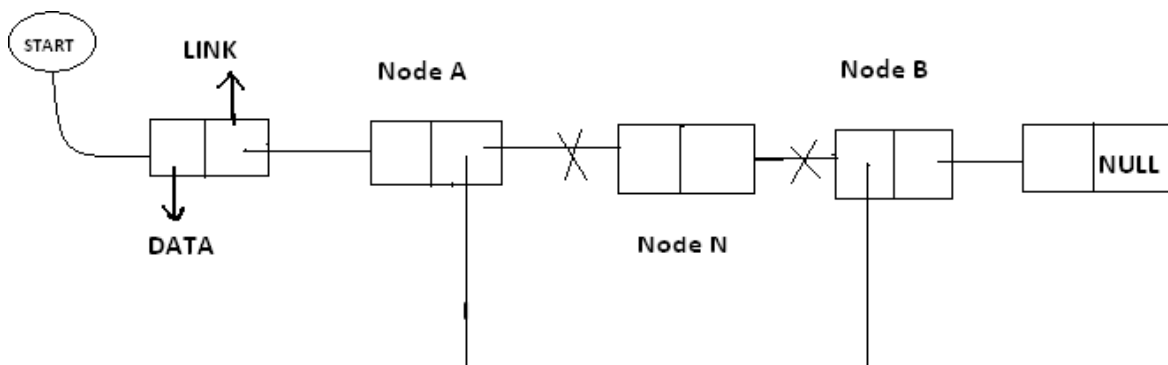 START
LINK
Node A
Node B
NULL
DATA
Node N